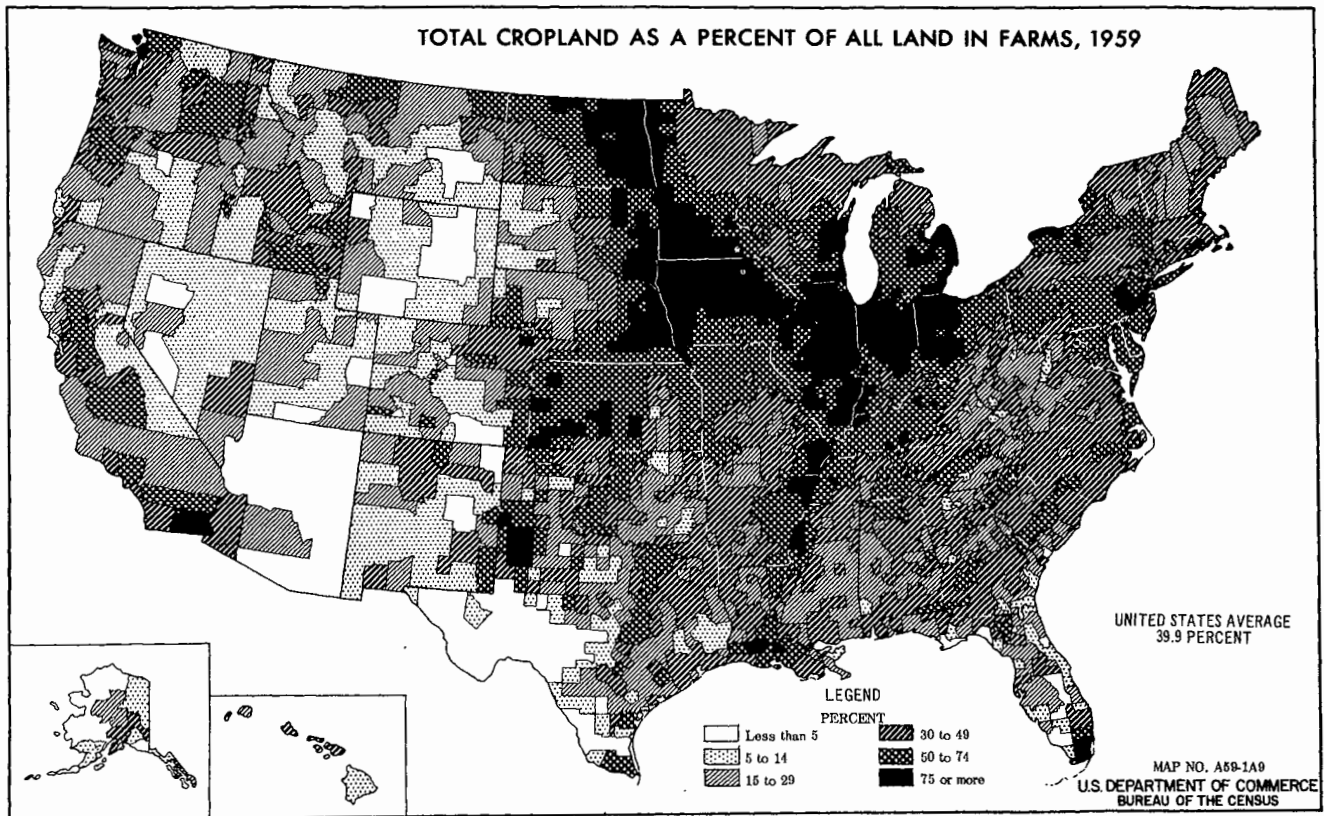 TOTAL CROPLAND AS A PERCENT OF ALL LAND IN FARMS, 1959
UNITED STATES AVERAGE
39.9 PERCENT
LEGEND
PERCENT
Less than 5
5 to 14
15 to 29
30 to 49
50 to 74
75 or more
MAP NO. A59-1A9
U.S. DEPARTMENT OF COMMERCE
BUREAU OF THE CENSUS